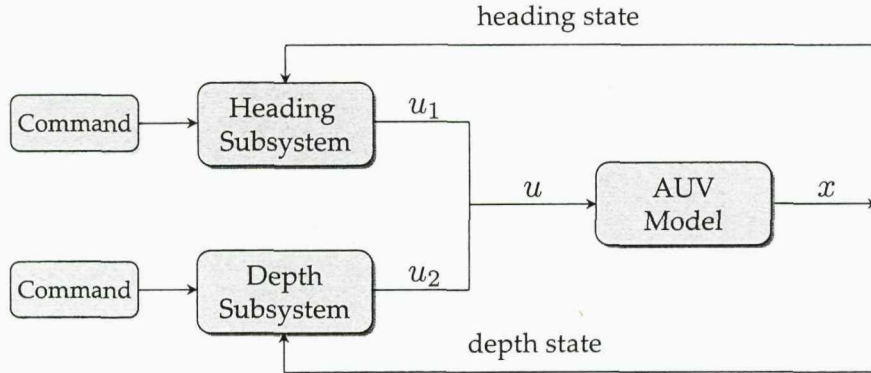 heading state
Command
Heading
Subsystem
u1
u
AUV
Model
x
Command
Depth
Subsystem
u2
depth state